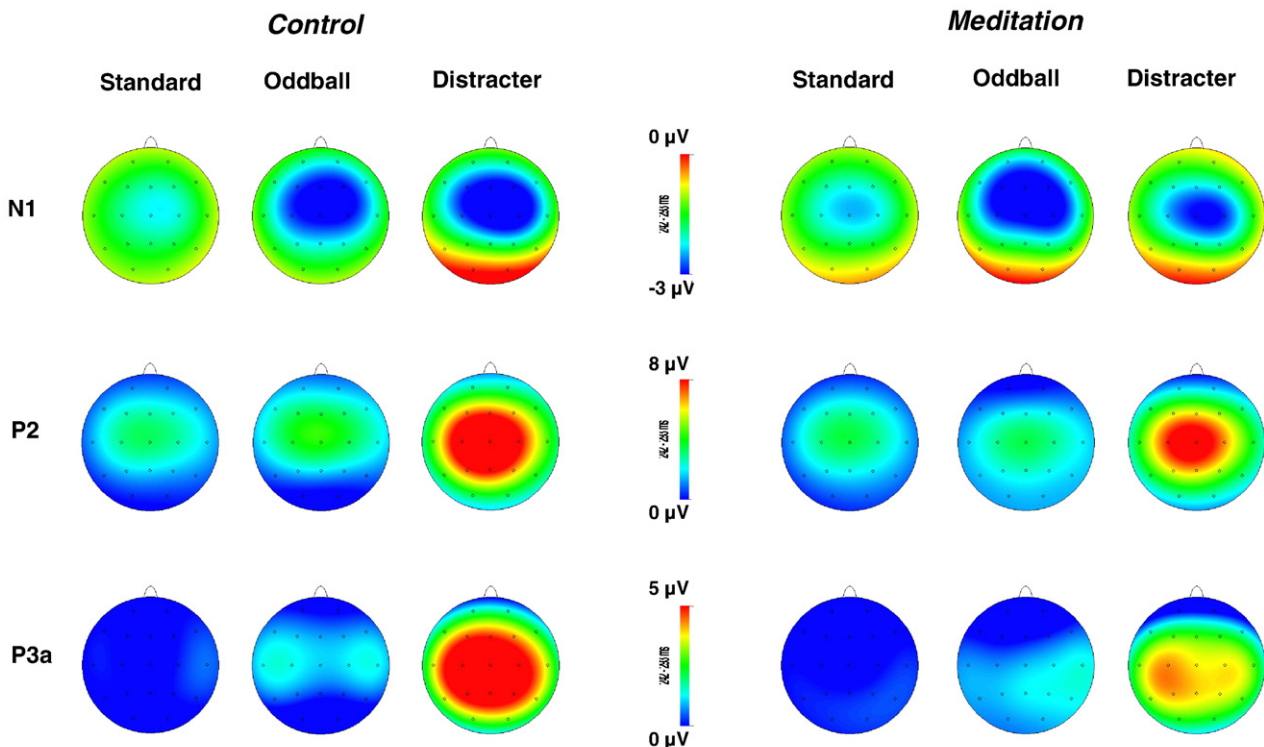 Control
Meditation
Standard
Oddball
Distracter
Standard
Oddball
Distracter
N1
0 µV
-3 µV
P2
8 µV
0 µV
P3a
5 µV
0 µV